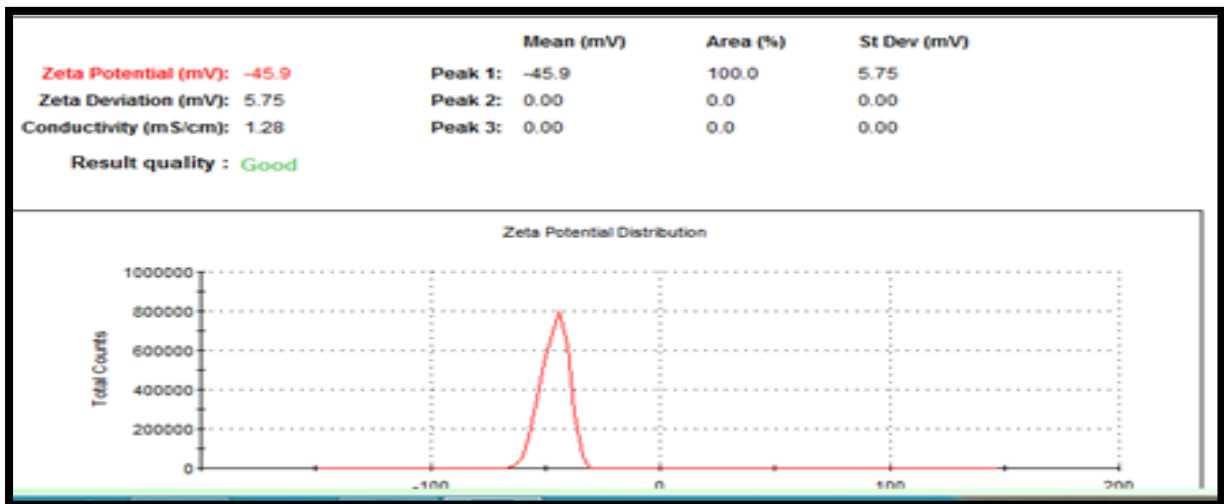 Mean (mV) Area (%) St Dev (mV)
Zeta Potential (mV): -45.9 Peak 1: -45.9 100.0 5.75
Zeta Deviation (mV): 5.75 Peak 2: 0.00 0.0 0.00
Conductivity (mS/cm): 1.28 Peak 3: 0.00 0.0 0.00
Result quality : Good
Zeta Potential Distribution
1000000
800000
600000
400000
200000
0
Total Counts
-100 0 100 200